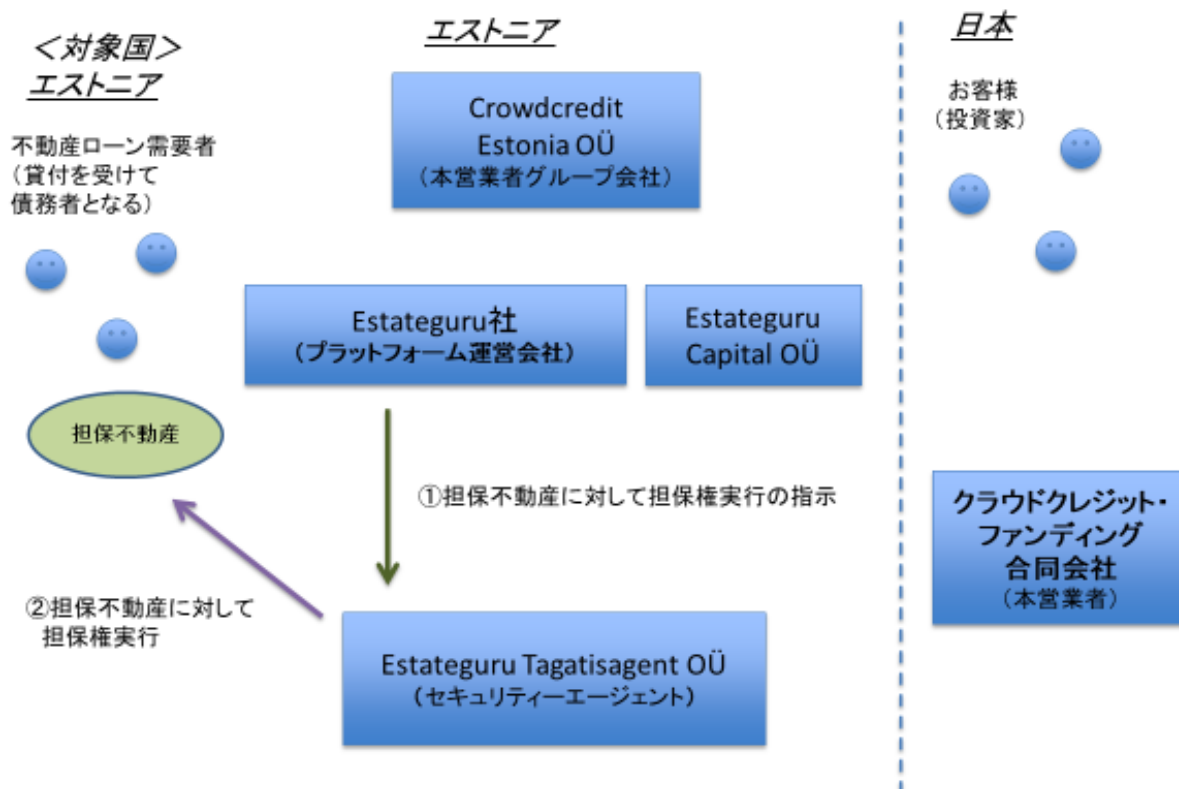 ＜対象国＞
エストニア
不動産ローン需要者
（貸付を受けて
債務者となる）
担保不動産
②担保不動産に対して
担保権実行
エストニア
Crowdcredit
Estonia OÜ
（本営業者グループ会社）
Estateguru社
（プラットフォーム運営会社）
Estateguru
Capital OÜ
①担保不動産に対して担保権実行の指示
Estateguru Tagatisagent OÜ
（セキュリティーエージェント）
日本
お客様
（投資家）
クラウドクレジット・
ファンディング
合同会社
（本営業者）